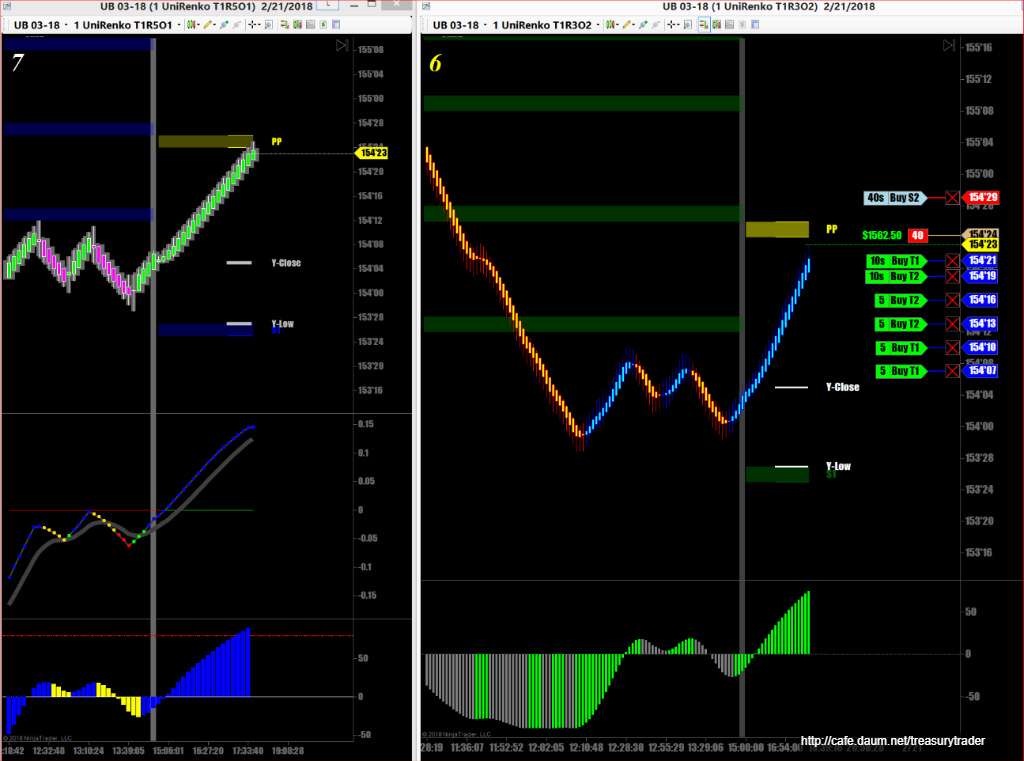 UB 03-18 (1 UniRenko T1R5O1)  2/21/2018
UB 03-18 · 1 UniRenko T1R5O1
7
155'08
155'04
155'00
154'28
PP
154'23
154'20
154'16
154'12
154'08
Y-Close
154'04
154'00
153'28
Y-Low
153'24
153'20
153'16
0.15
0.1
0.05
0
-0.05
-0.1
-0.15
50
0
-50
© 2018 NinjaTrader, LLC
:18:42 12:32:48 13:10:24 13:39:05 15:06:01 16:27:20 17:33:40 19:08:28
UB 03-18 (1 UniRenko T1R3O2)  2/21/2018
UB 03-18 · 1 UniRenko T1R3O2
6
155'16
155'12
155'08
155'04
155'00
40s Buy S2 154'29
PP
$1562.50 40 154'24
154'23
10s Buy T1 154'21
10s Buy T2 154'19
5 Buy T2 154'16
5 Buy T2 154'13
5 Buy T1 154'10
5 Buy T1 154'07
Y-Close
154'04
154'00
153'28
Y-Low
S1
153'24
153'20
153'16
50
0
-50
© 2018 NinjaTrader, LLC
28:19 11:36:07 11:52:52 12:02:05 12:10:48 12:28:30 12:55:29 13:29:06 15:00:00 16:54:00
http://cafe.daum.net/treasurytrader